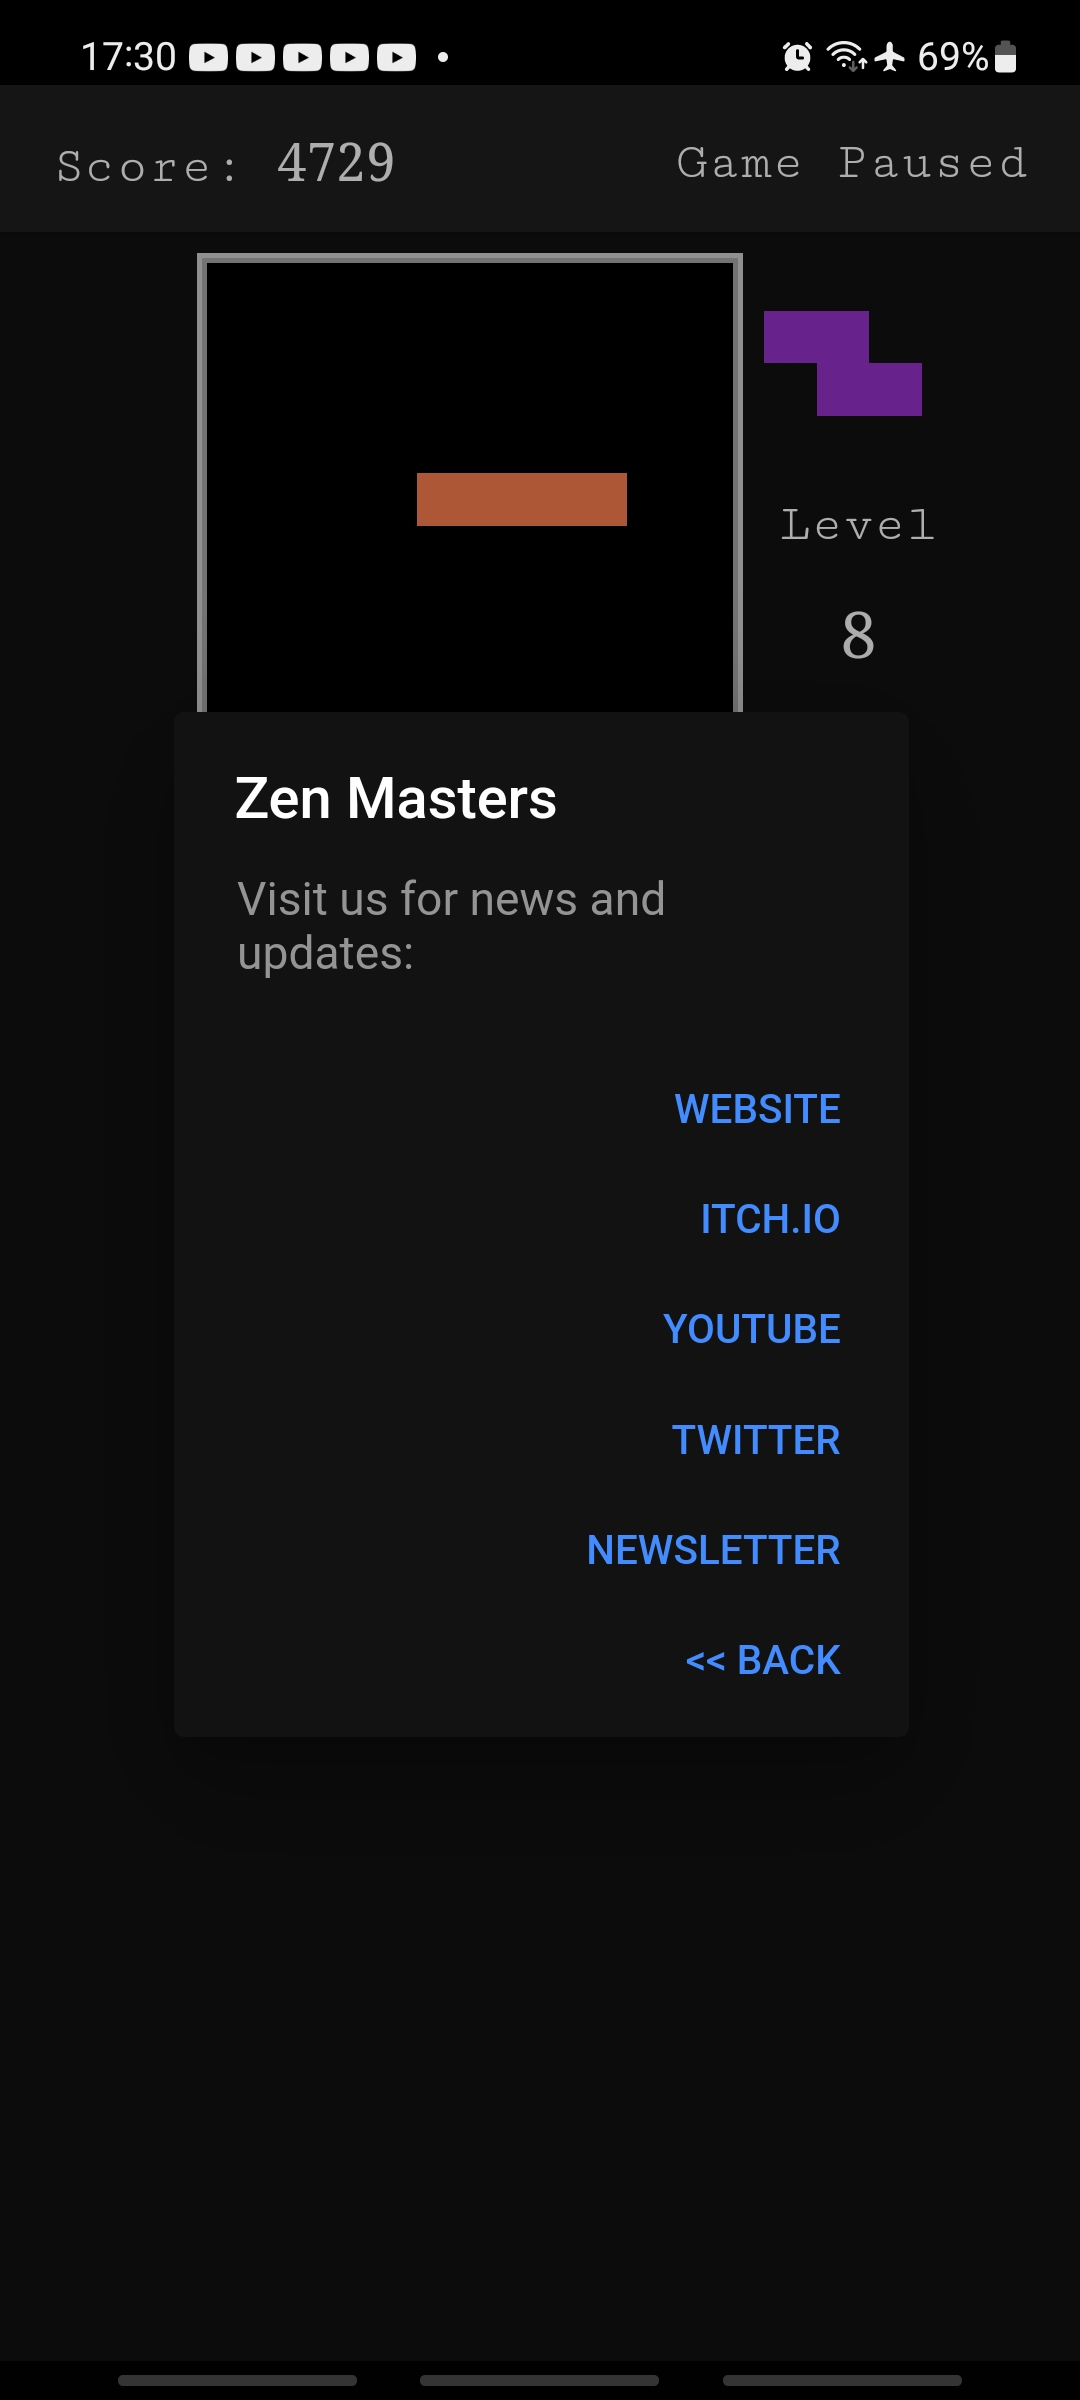 17:30 69%
Score: 4729 Game Paused
Level
8
Zen Masters
Visit us for news and
updates:
WEBSITE
ITCH.IO
YOUTUBE
TWITTER
NEWSLETTER
<< BACK